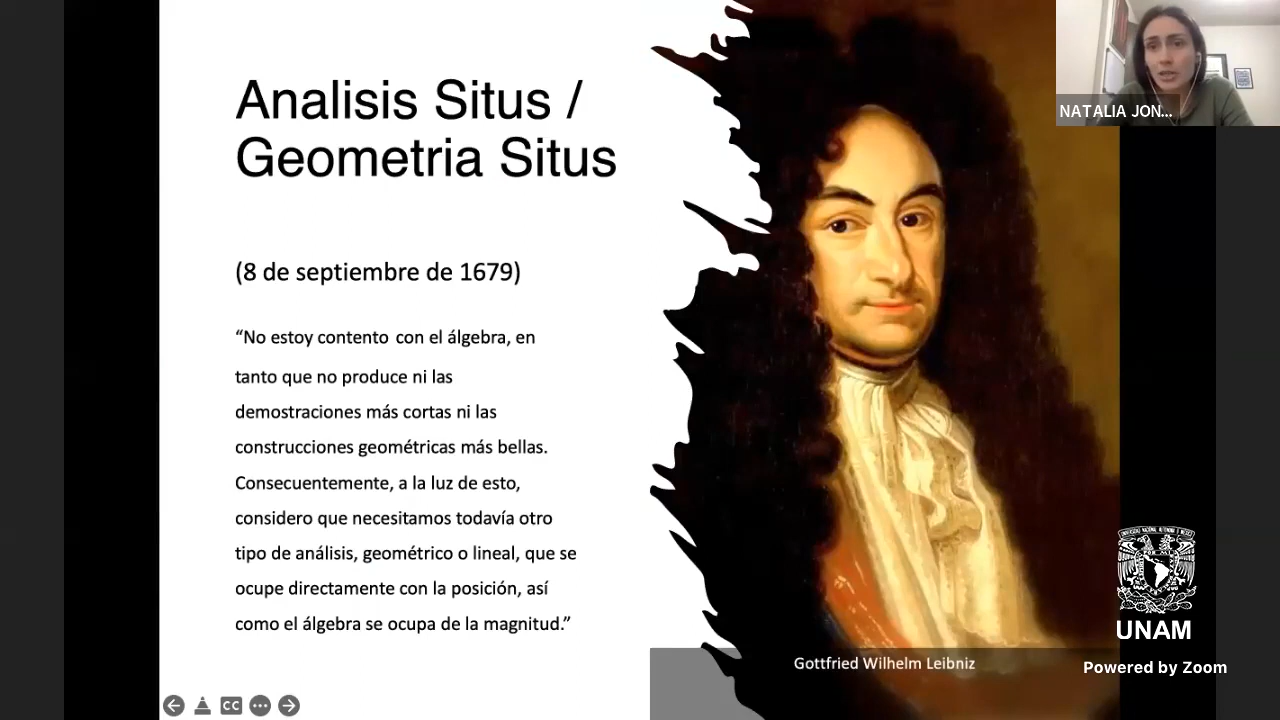 Analisis Situs /
Geometria Situs
(8 de septiembre de 1679)
“No estoy contento con el álgebra, en
tanto que no produce ni las
demostraciones más cortas ni las
construcciones geométricas más bellas.
Consecuentemente, a la luz de esto,
considero que necesitamos todavía otro
tipo de análisis, geométrico o lineal, que se
ocupe directamente con la posición, así
como el álgebra se ocupa de la magnitud.”
Gottfried Wilhelm Leibniz
NATALIA JON...
UNAM
Powered by Zoom
CC